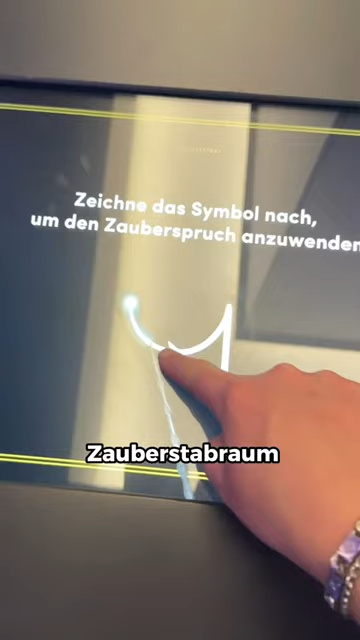 Zeichne das Symbol nach,
um den Zauberspruch anzuwenden
Zauberstabraum